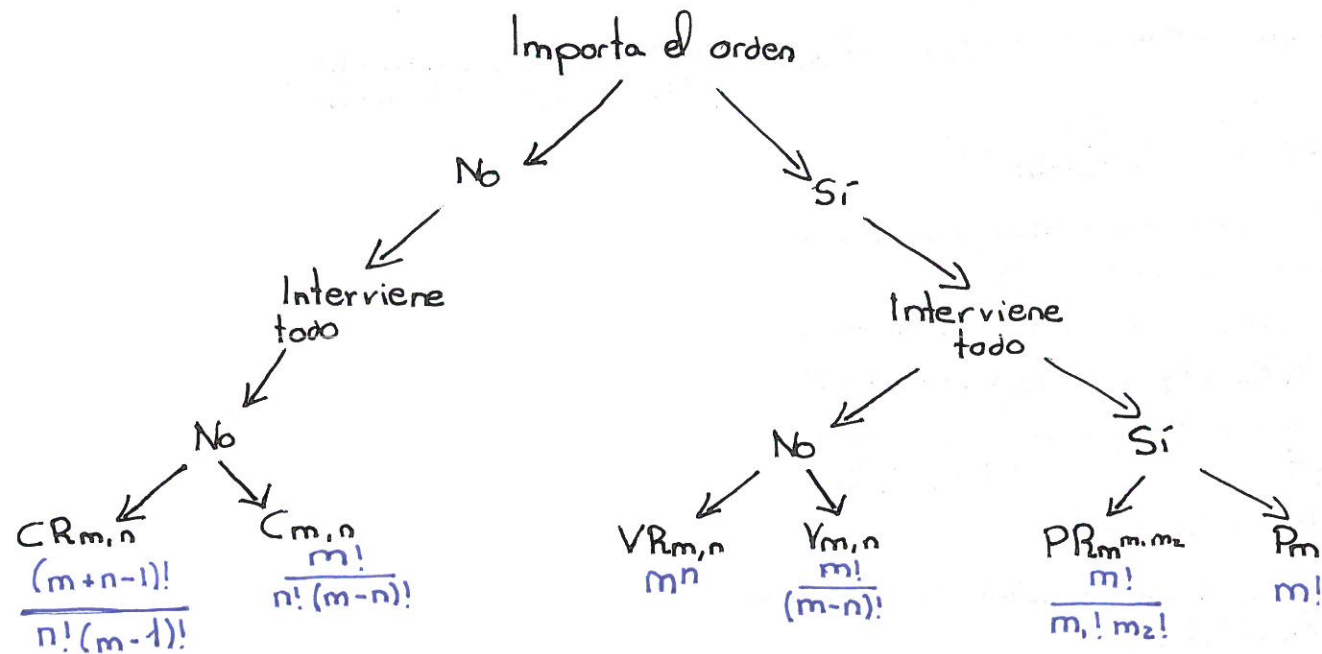 Importa el orden
No
Sí
Interviene
todo
Interviene
todo
No
No
Sí
CRm,n
Cm,n
VRm,n
Vm,n
PRm m1 m2
Pm
(m+n-1)!
n!(m-1)!
m!
n!(m-n)!
mⁿ
m!
(m-n)!
m!
m₁! m₂!
m!